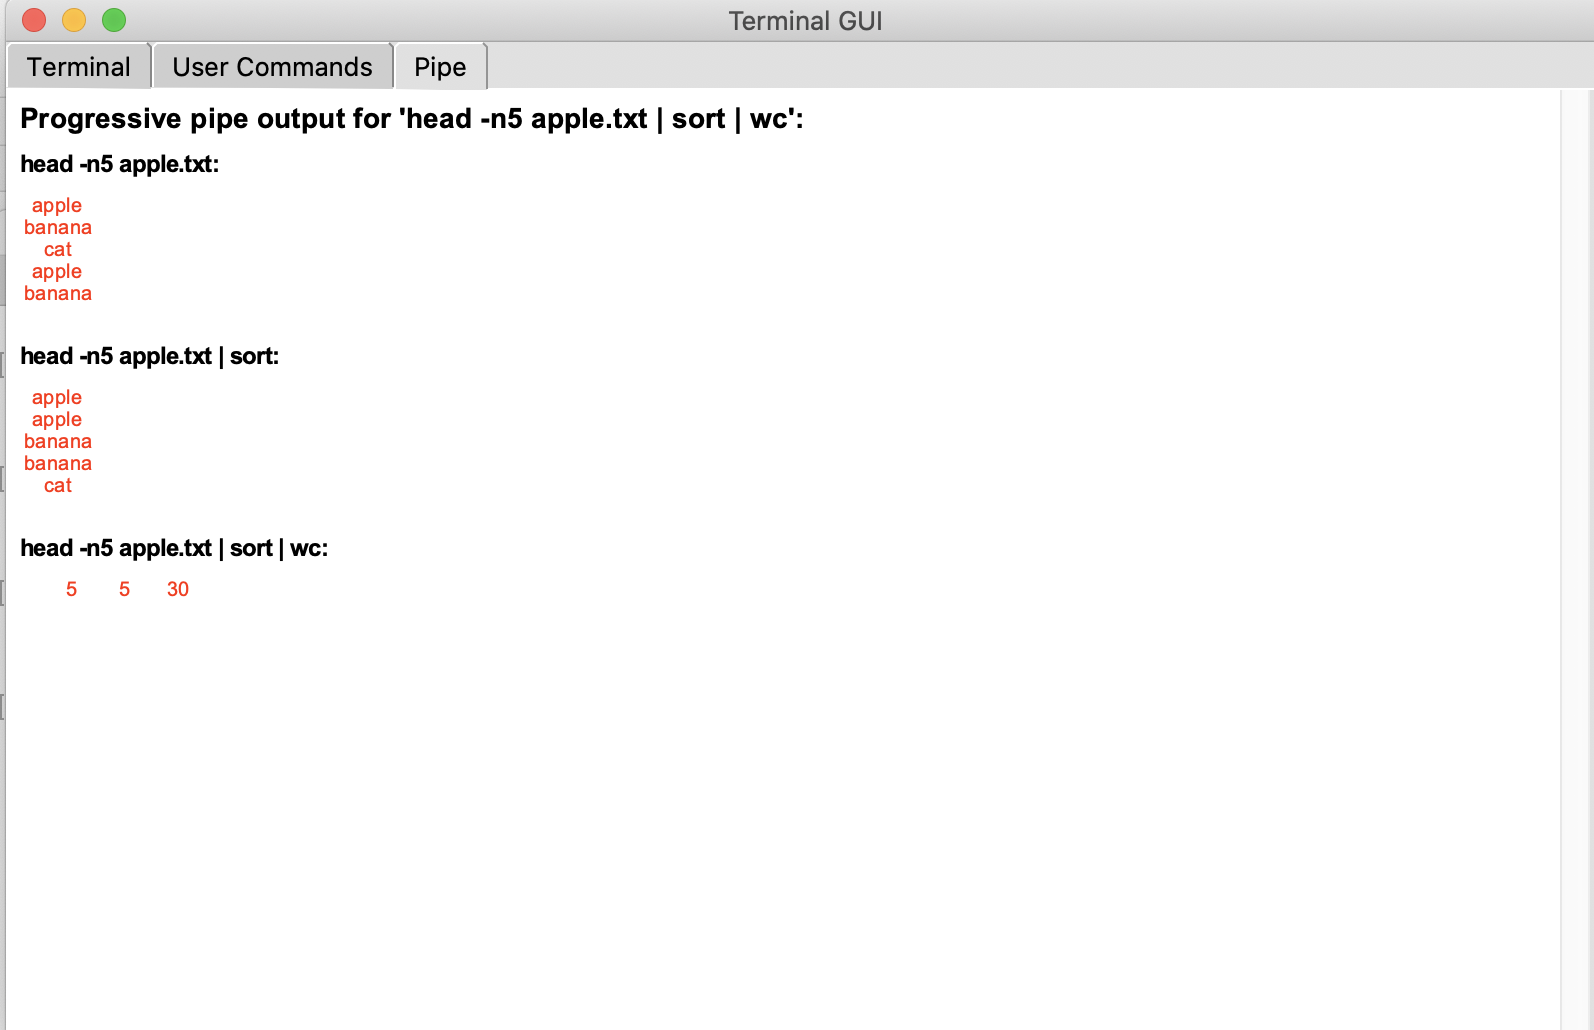 Terminal GUI
Terminal User Commands Pipe
Progressive pipe output for 'head -n5 apple.txt | sort | wc':
head -n5 apple.txt:
apple
banana
cat
apple
banana
head -n5 apple.txt | sort:
apple
apple
banana
banana
cat
head -n5 apple.txt | sort | wc:
5 5 30